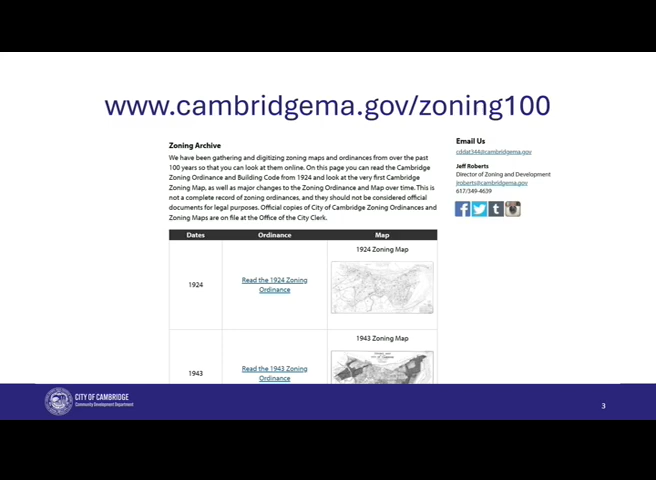 www.cambridgema.gov/zoning100
Zoning Archive
We have been gathering and digitizing zoning maps and ordinances from over the past
100 years so that you can look at them online. On this page you can read the Cambridge
Zoning Ordinance and Building Code from 1924 and look at the very first Cambridge
Zoning Map, as well as major changes to the Zoning Ordinance and Map over time. This is
not a complete record of zoning ordinances, and they should not be considered official
documents for legal purposes. Official copies of City of Cambridge Zoning Ordinances and
Zoning Maps are on file at the Office of the City Clerk.
Email Us
cddat344@cambridgema.gov
Jeff Roberts
Director of Zoning and Development
jroberts@cambridgema.gov
617/349-4639
Dates Ordinance Map
1924 Zoning Map
1924
Read the 1924 Zoning
Ordinance
1943 Zoning Map
1943
Read the 1943 Zoning
Ordinance
CITY OF CAMBRIDGE
Community Development Department
3